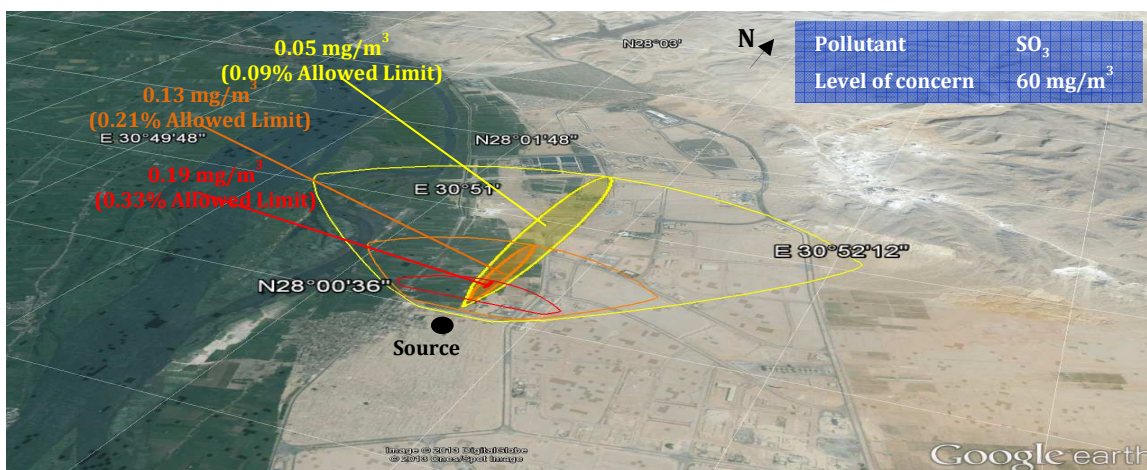 N28°03'
N
Pollutant SO₃
Level of concern 60 mg/m³
0.05 mg/m³
(0.09% Allowed Limit)
0.13 mg/m³
(0.21% Allowed Limit)
E 30°49'48"
N28°01'48"
0.19 mg/m³
(0.33% Allowed Limit)
E 30°51'
E 30°52'12"
N28°00'36"
Source
Image © 2013 DigitalGlobe
© 2013 Cnes/Spot Image
Google earth